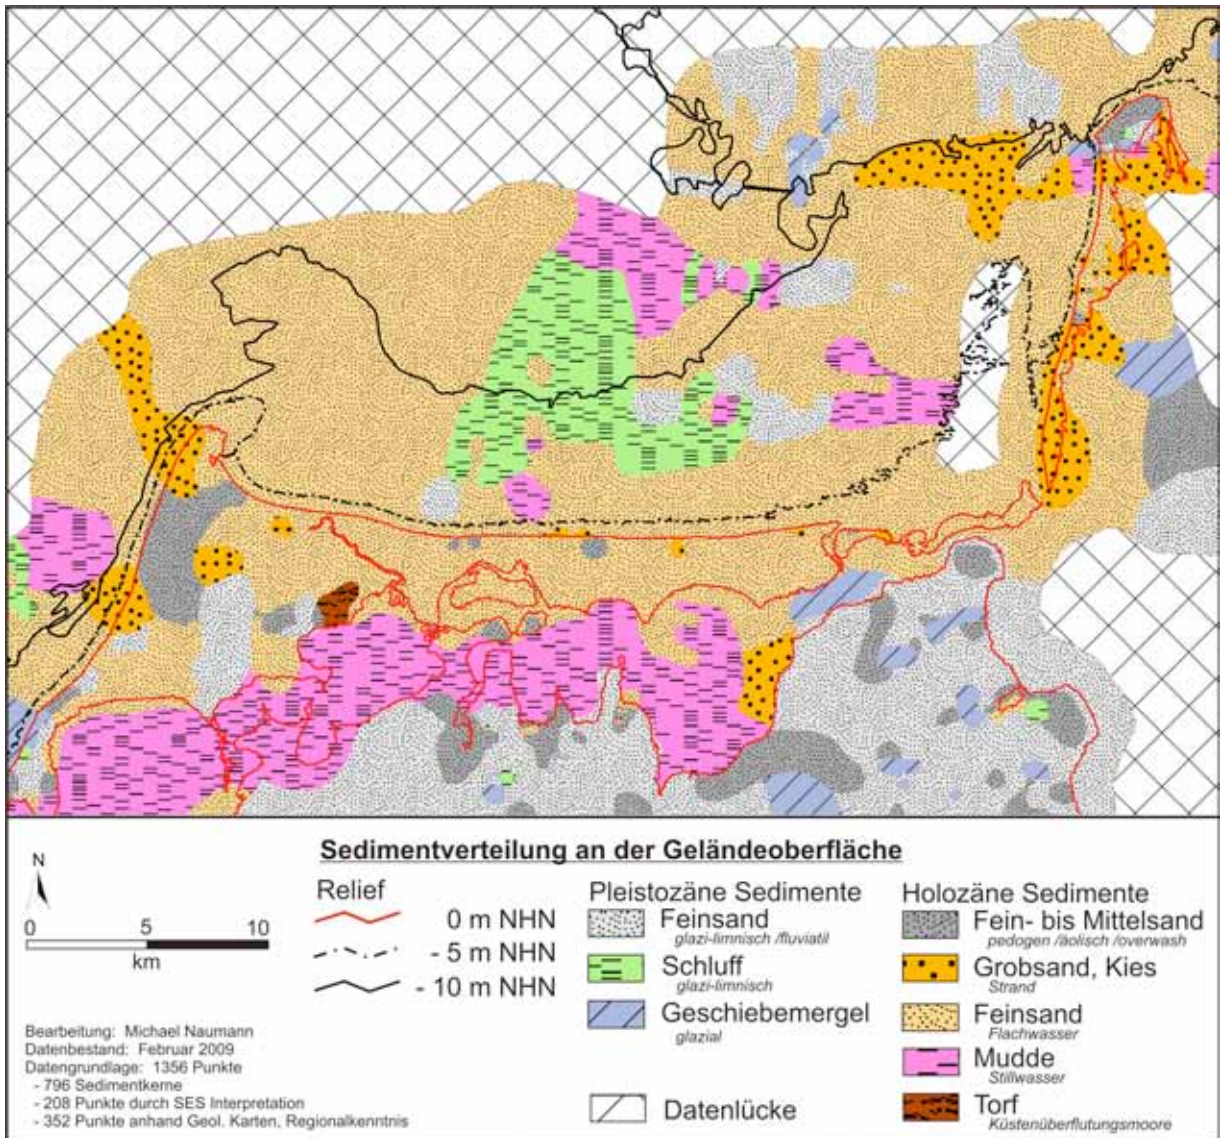 Sedimentverteilung an der Geländeoberfläche
N
0 5 10
km
Relief
0 m NHN
- 5 m NHN
- 10 m NHN
Pleistozäne Sedimente
Feinsand
glazi-limnisch /fluviatil
Schluff
glazi-limnisch
Geschiebemergel
glazial
Datenlücke
Holozäne Sedimente
Fein- bis Mittelsand
pedogen /äolisch /overwash
Grobsand, Kies
Strand
Feinsand
Flachwasser
Mudde
Stillwasser
Torf
Küstenüberflutungsmoore
Bearbeitung: Michael Naumann
Datenbestand: Februar 2009
Datengrundlage: 1356 Punkte
- 796 Sedimentkerne
- 208 Punkte durch SES Interpretation
- 352 Punkte anhand Geol. Karten, Regionalkenntnis